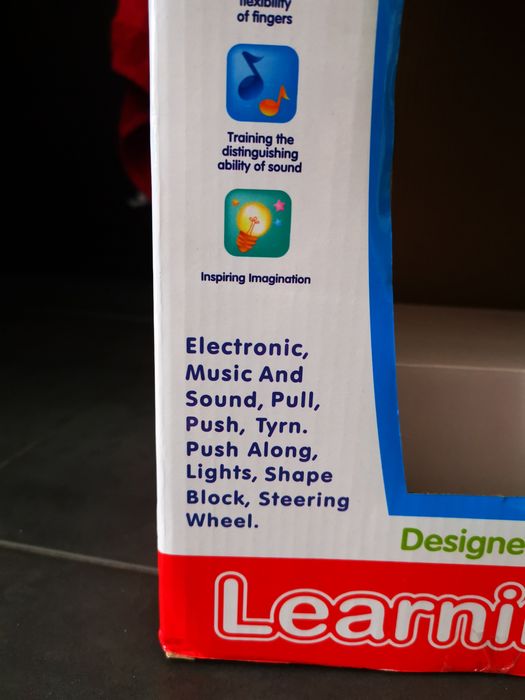 flexibility
of fingers
Training the
distinguishing
ability of sound
Inspiring Imagination
Electronic,
Music And
Sound, Pull,
Push, Tyrn.
Push Along,
Lights, Shape
Block, Steering
Wheel.
Designe
Learni